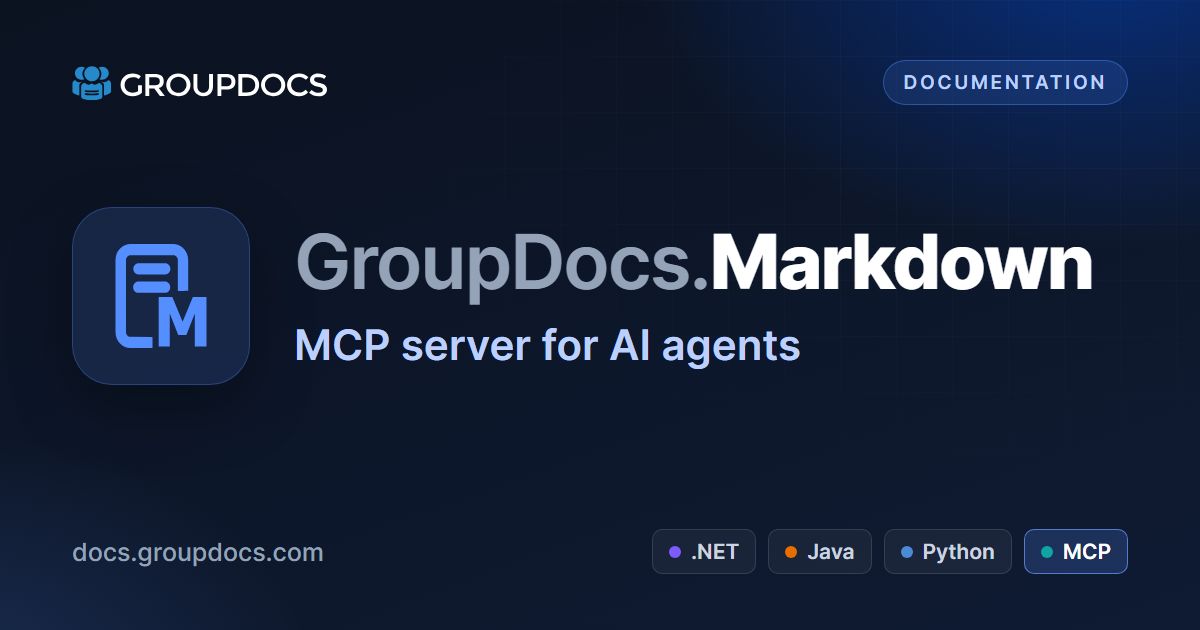 GROUPDOCS
DOCUMENTATION
M
GroupDocs.Markdown
MCP server for AI agents
docs.groupdocs.com
.NET
Java
Python
MCP